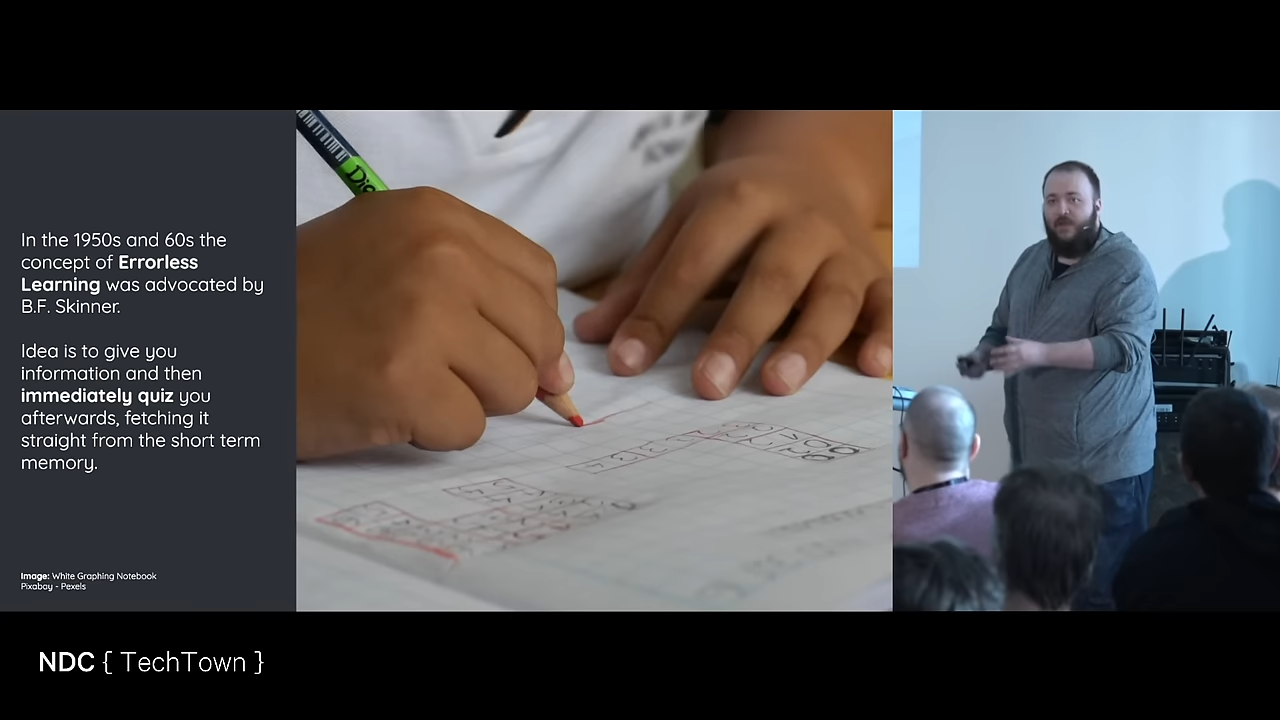 In the 1950s and 60s the
concept of Errorless
Learning was advocated by
B.F. Skinner.
Idea is to give you
information and then
immediately quiz you
afterwards, fetching it
straight from the short term
memory.
Image: White Graphing Notebook
Pixabay - Pexels
NDC { TechTown }